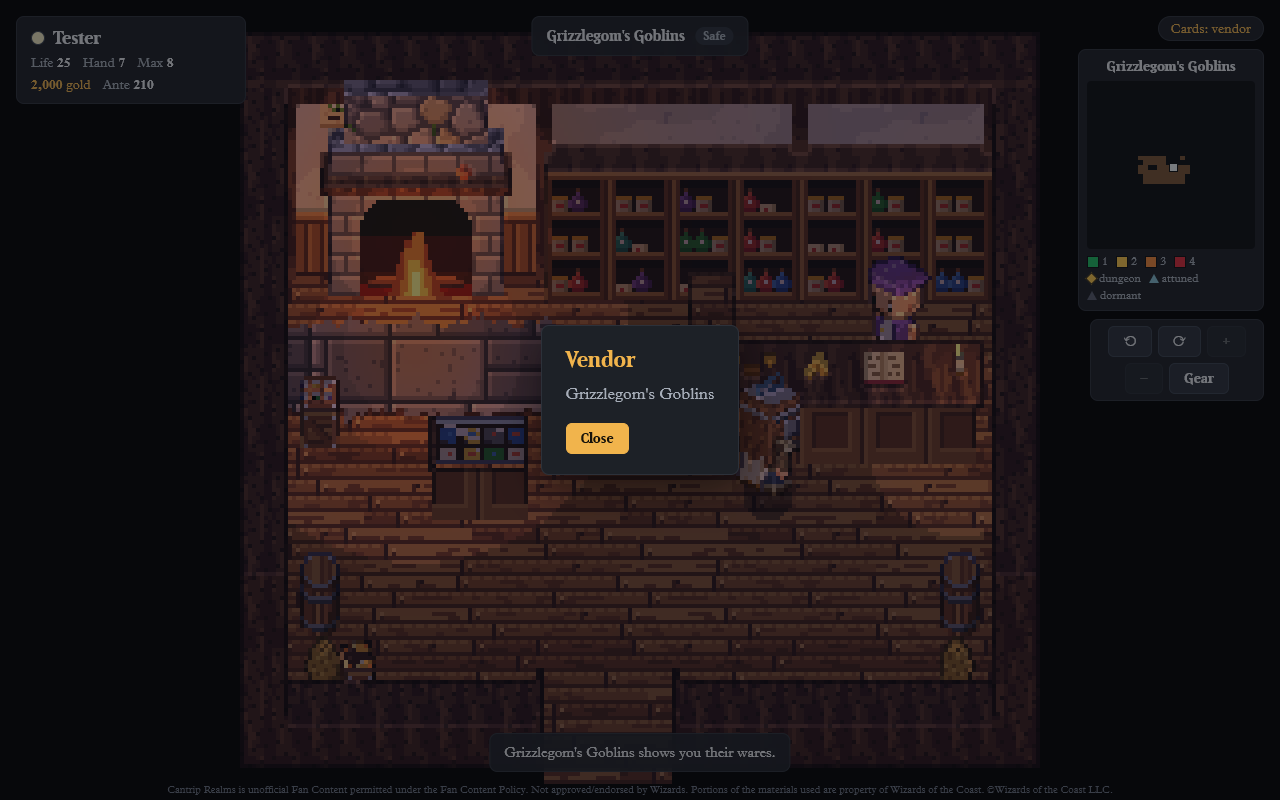 Tester
Life 25 Hand 7 Max 8
2,000 gold Ante 210
Grizzlegom's Goblins Safe
Cards: vendor
Grizzlegom's Goblins
1 2 3 4
dungeon attuned
dormant
+
−
Gear
Vendor
Grizzlegom's Goblins
Close
Grizzlegom's Goblins shows you their wares.
Cantrip Realms is unofficial Fan Content permitted under the Fan Content Policy. Not approved/endorsed by Wizards. Portions of the materials used are property of Wizards of the Coast. ©Wizards of the Coast LLC.